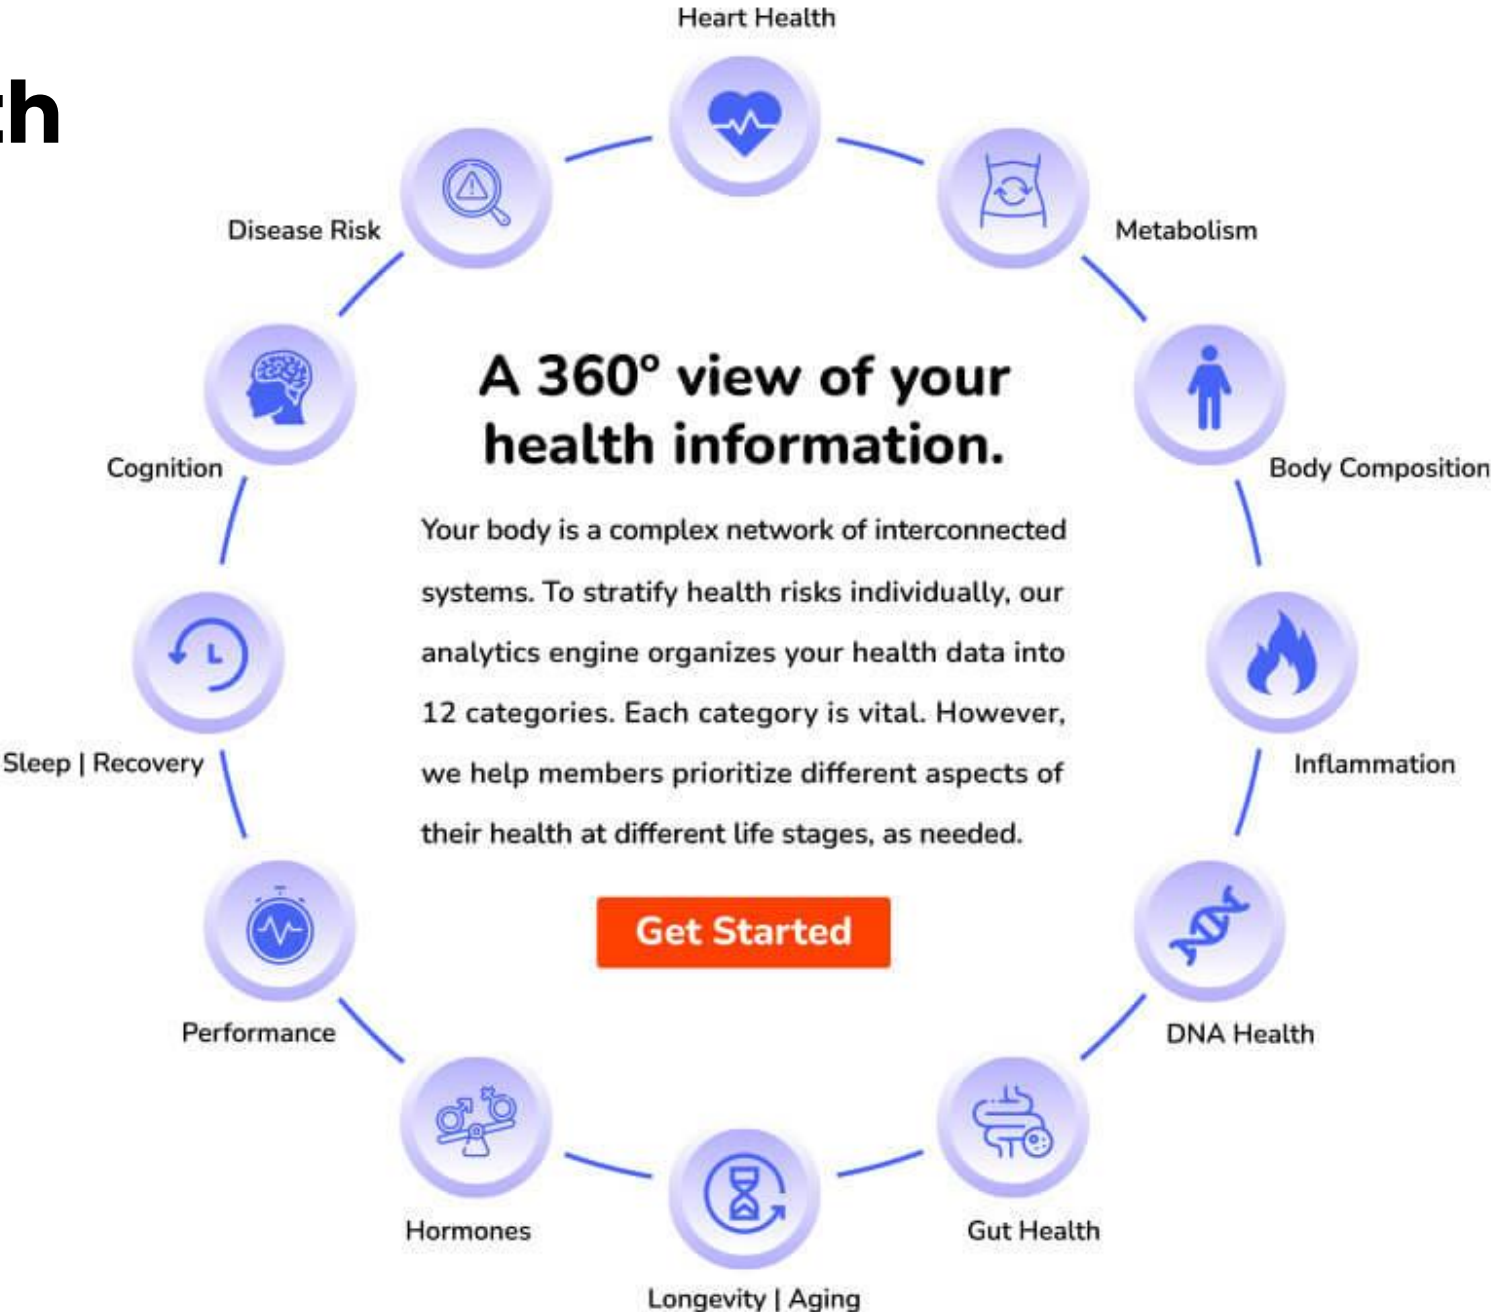 Heart Health
th
Disease Risk
Metabolism
A 360° view of your
health information.
Cognition
Body Composition
Your body is a complex network of interconnected
systems. To stratify health risks individually, our
analytics engine organizes your health data into
12 categories. Each category is vital. However,
we help members prioritize different aspects of
their health at different life stages, as needed.
Sleep | Recovery
Inflammation
Get Started
Performance
DNA Health
Hormones
Gut Health
Longevity | Aging